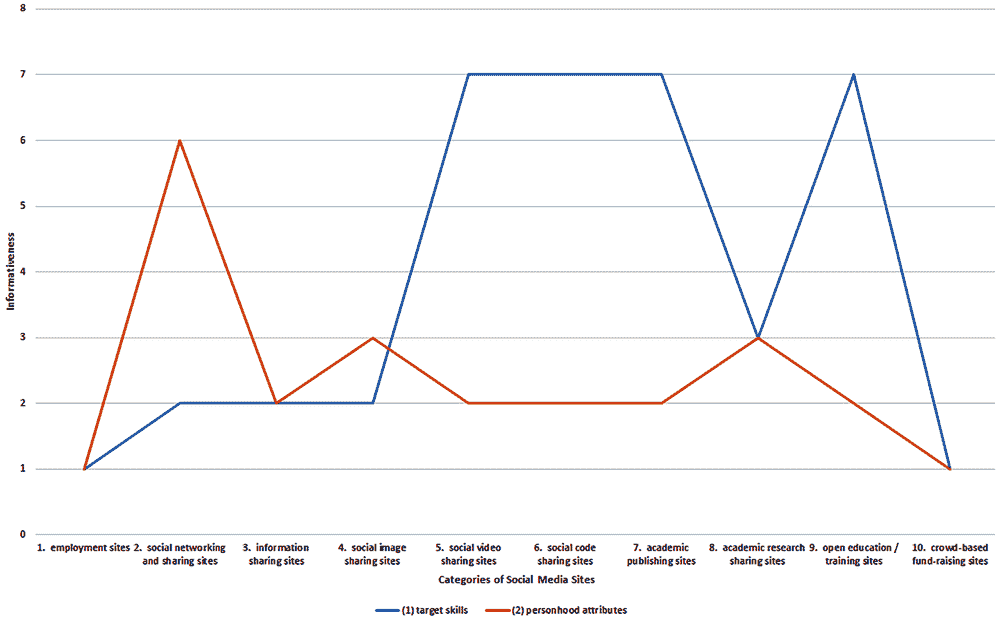 8
7
6
5
4
3
2
1
0
Informativeness
1. employment sites
2. social networking
and sharing sites
3. information
sharing sites
4. social image
sharing sites
5. social video
sharing sites
6. social code
sharing sites
7. academic
publishing sites
8. academic research
sharing sites
9. open education /
training sites
10. crowd-based
fund-raising sites
Categories of Social Media Sites
(1) target skills
(2) personhood attributes